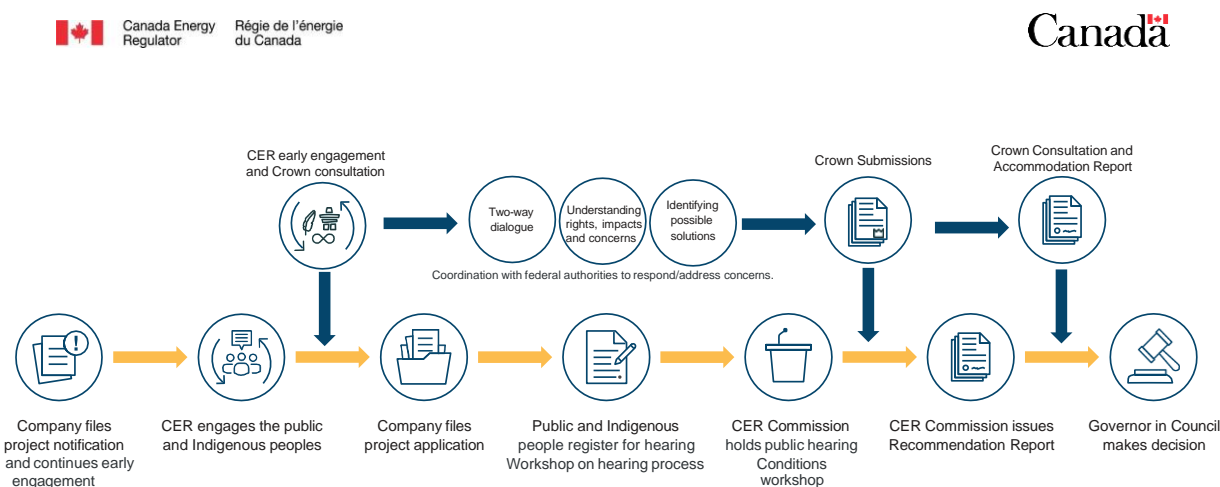 Canada Energy
Regulator
Régie de l'énergie
du Canada
Canada
CER early engagement
and Crown consultation
Two-way
dialogue
Understanding
rights, impacts
and concerns
Identifying
possible
solutions
Crown Submissions
Crown Consultation and
Accommodation Report
Coordination with federal authorities to respond/address concerns.
Company files
project notification
and continues early
engagement
CER engages the public
and Indigenous peoples
Company files
project application
Public and Indigenous
people register for hearing
Workshop on hearing process
CER Commission
holds public hearing
Conditions
workshop
CER Commission issues
Recommendation Report
Governor in Council
makes decision